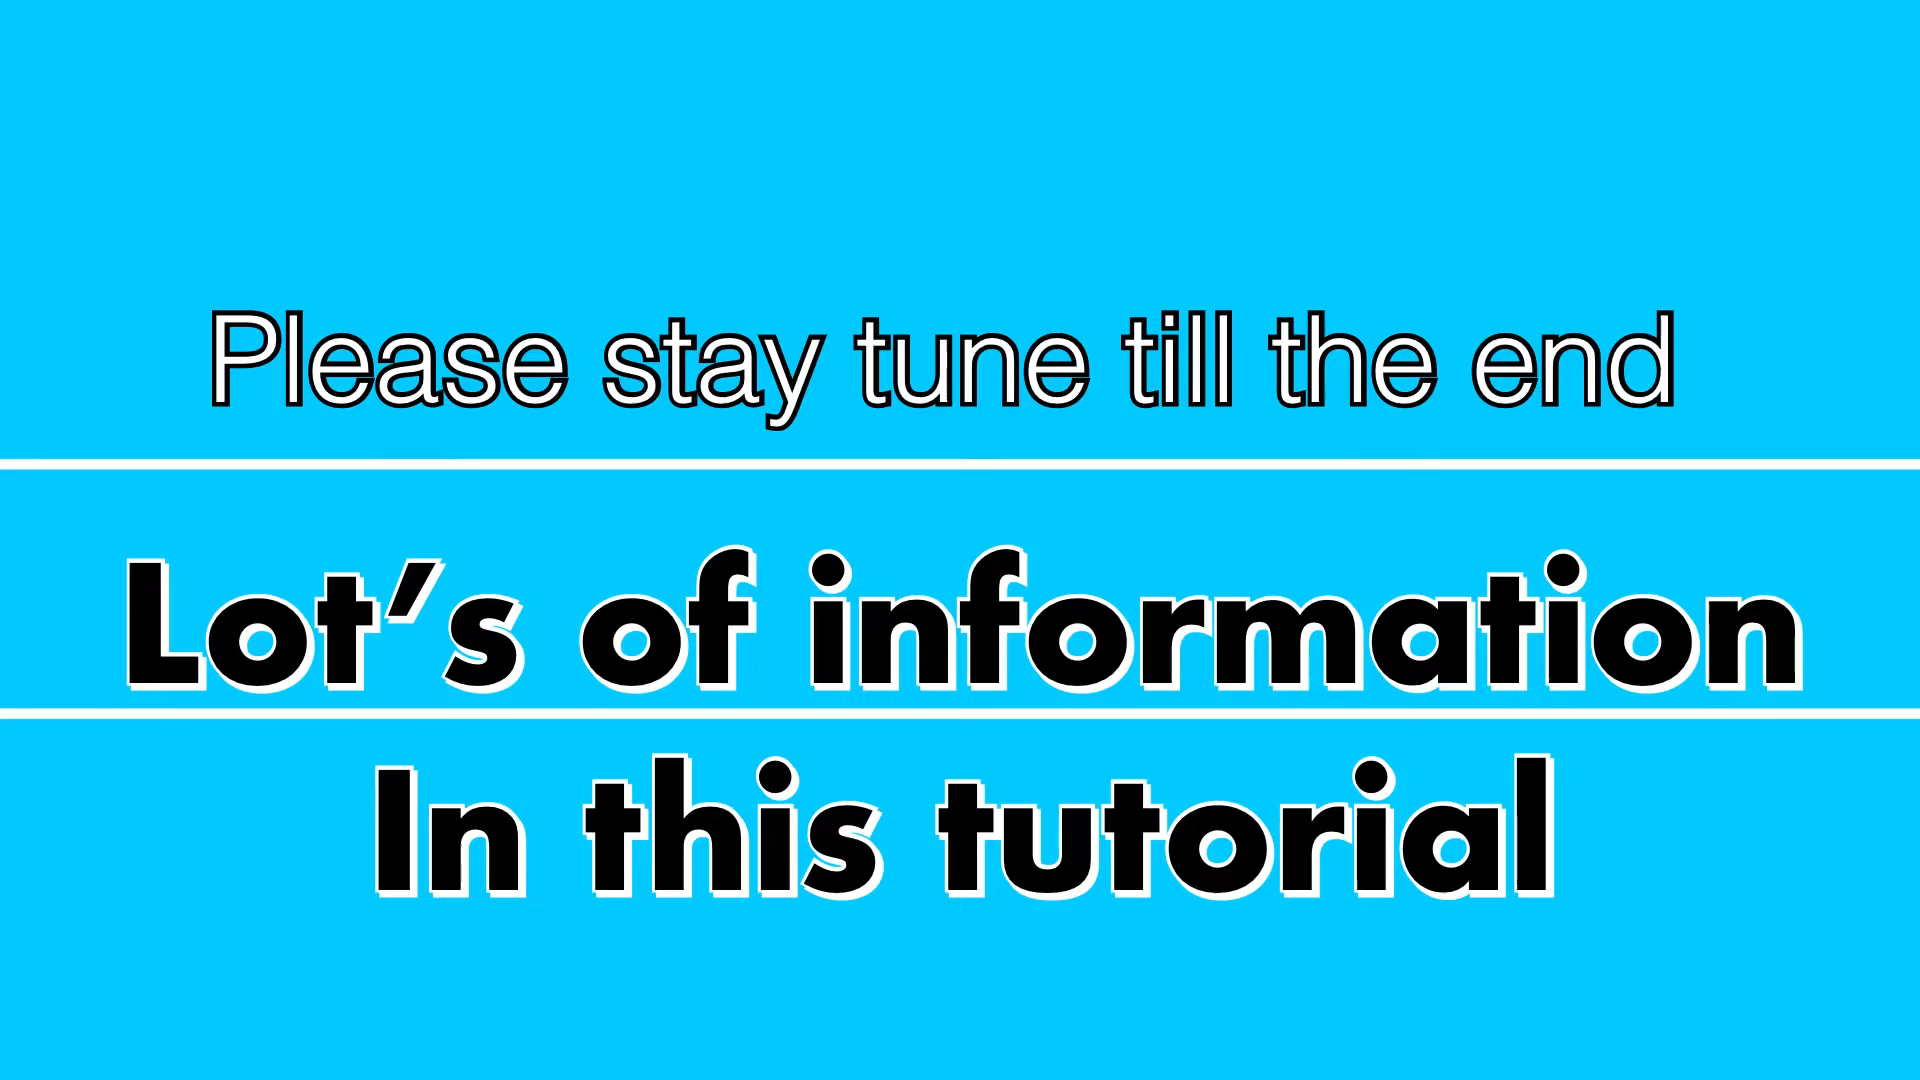 Please stay tune till the end
Lot’s of information
In this tutorial